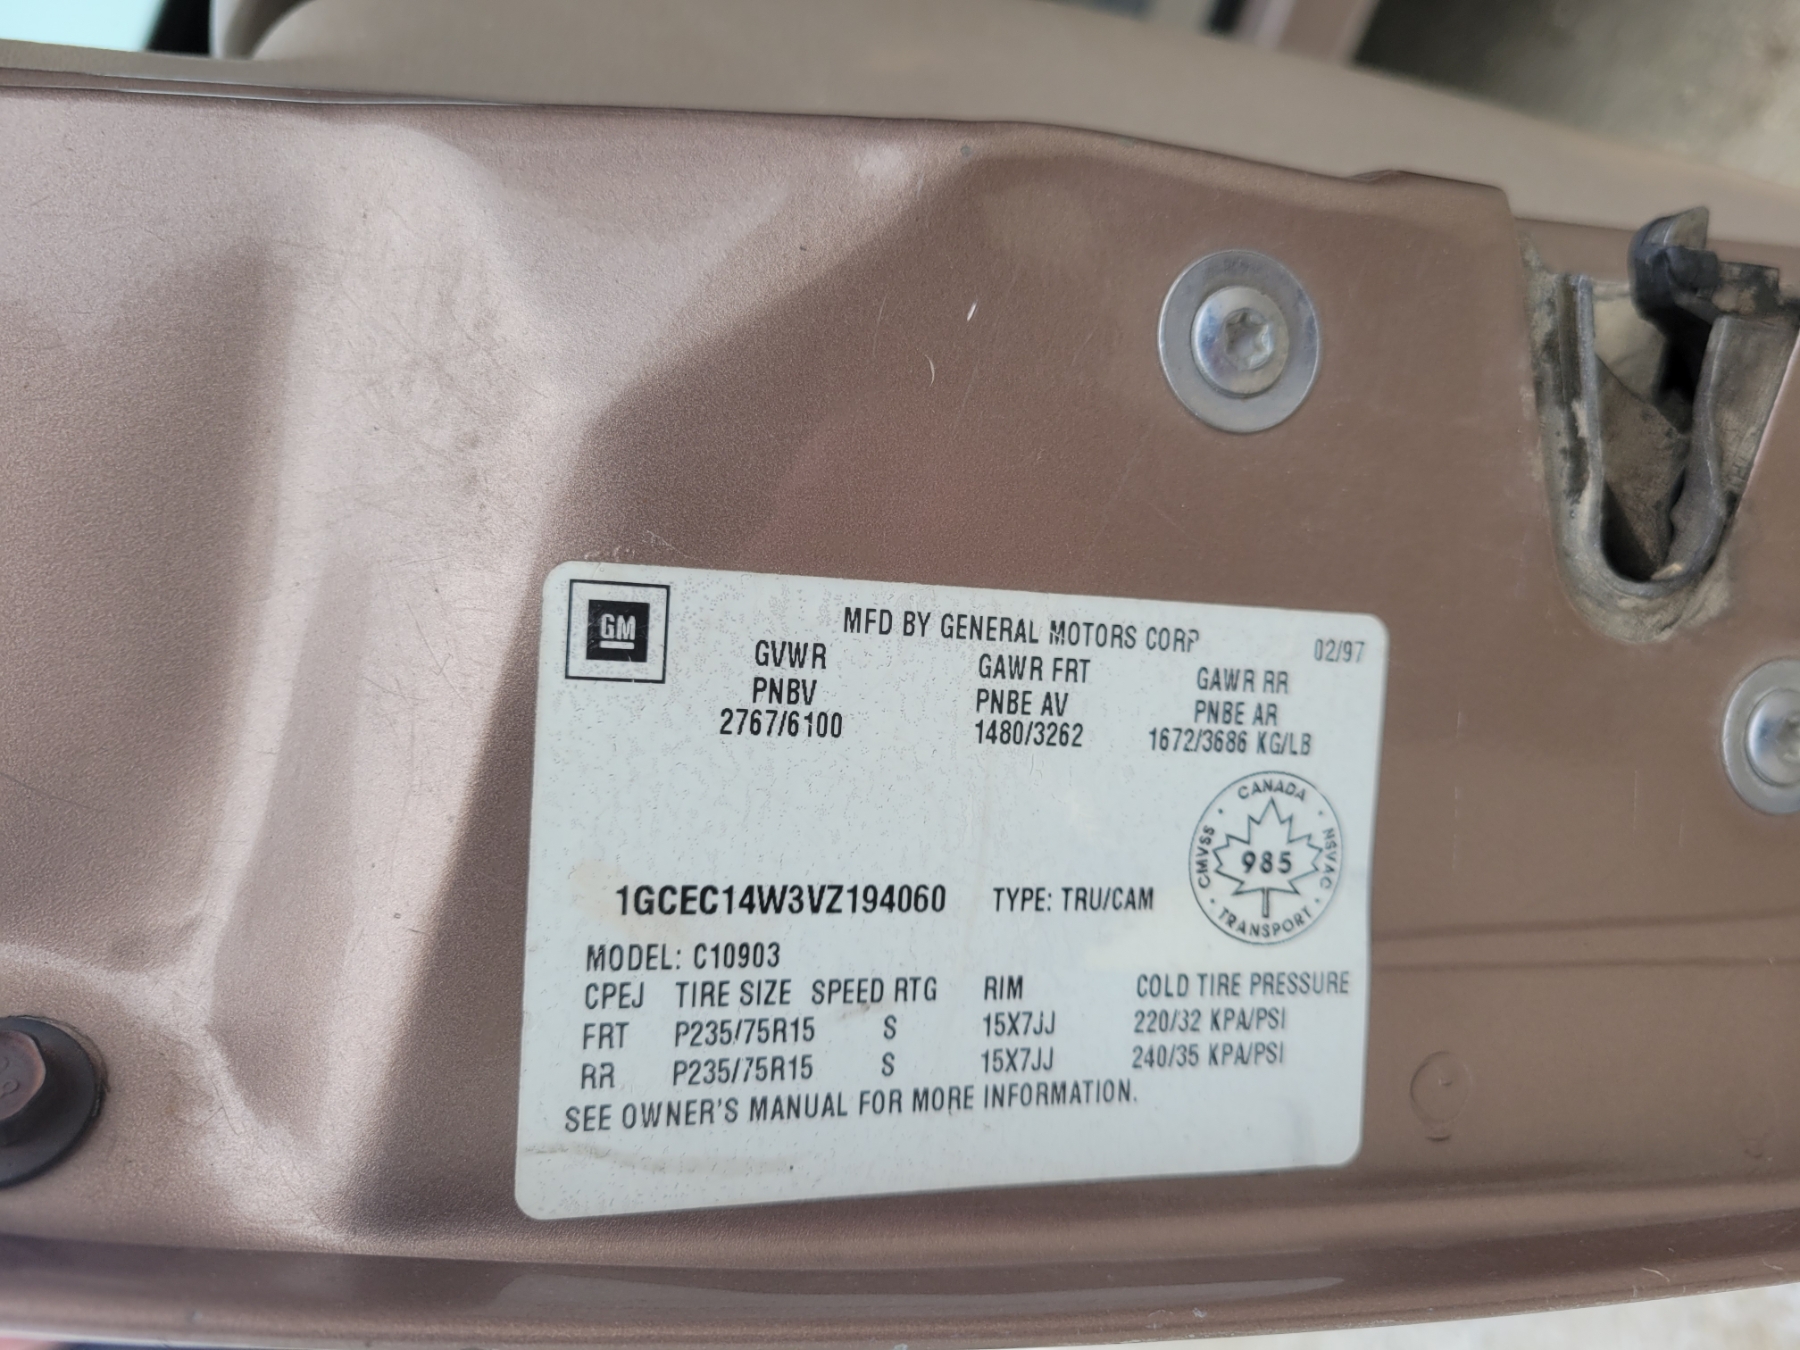 GM
MFD BY GENERAL MOTORS CORP 02/97
GVWR GAWR FRT GAWR RR
PNBV PNBE AV PNBE AR
2767/6100 1480/3262 1672/3686 KG/LB
CANADA
CMVSS 985 NSVAC
TRANSPORT
1GCEC14W3VZ194060 TYPE: TRU/CAM
MODEL: C10903
CPEJ TIRE SIZE SPEED RTG RIM COLD TIRE PRESSURE
FRT P235/75R15 S 15X7JJ 220/32 KPA/PSI
RR P235/75R15 S 15X7JJ 240/35 KPA/PSI
SEE OWNER'S MANUAL FOR MORE INFORMATION.